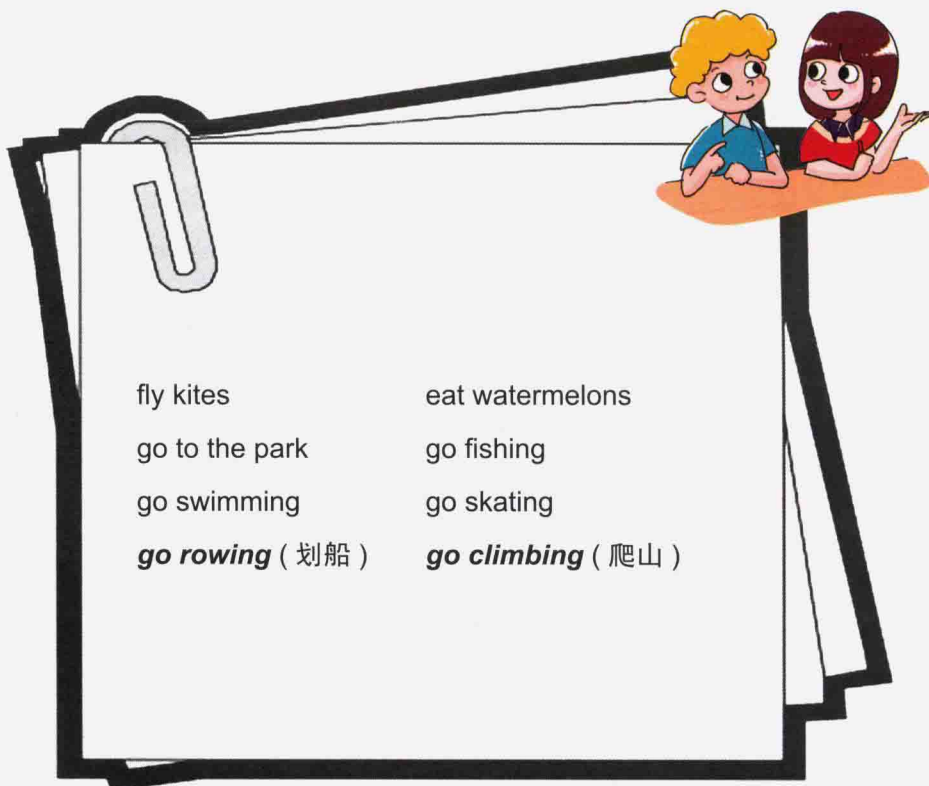 fly kites eat watermelons
go to the park go fishing
go swimming go skating
go rowing ( 划船 ) go climbing ( 爬山 )